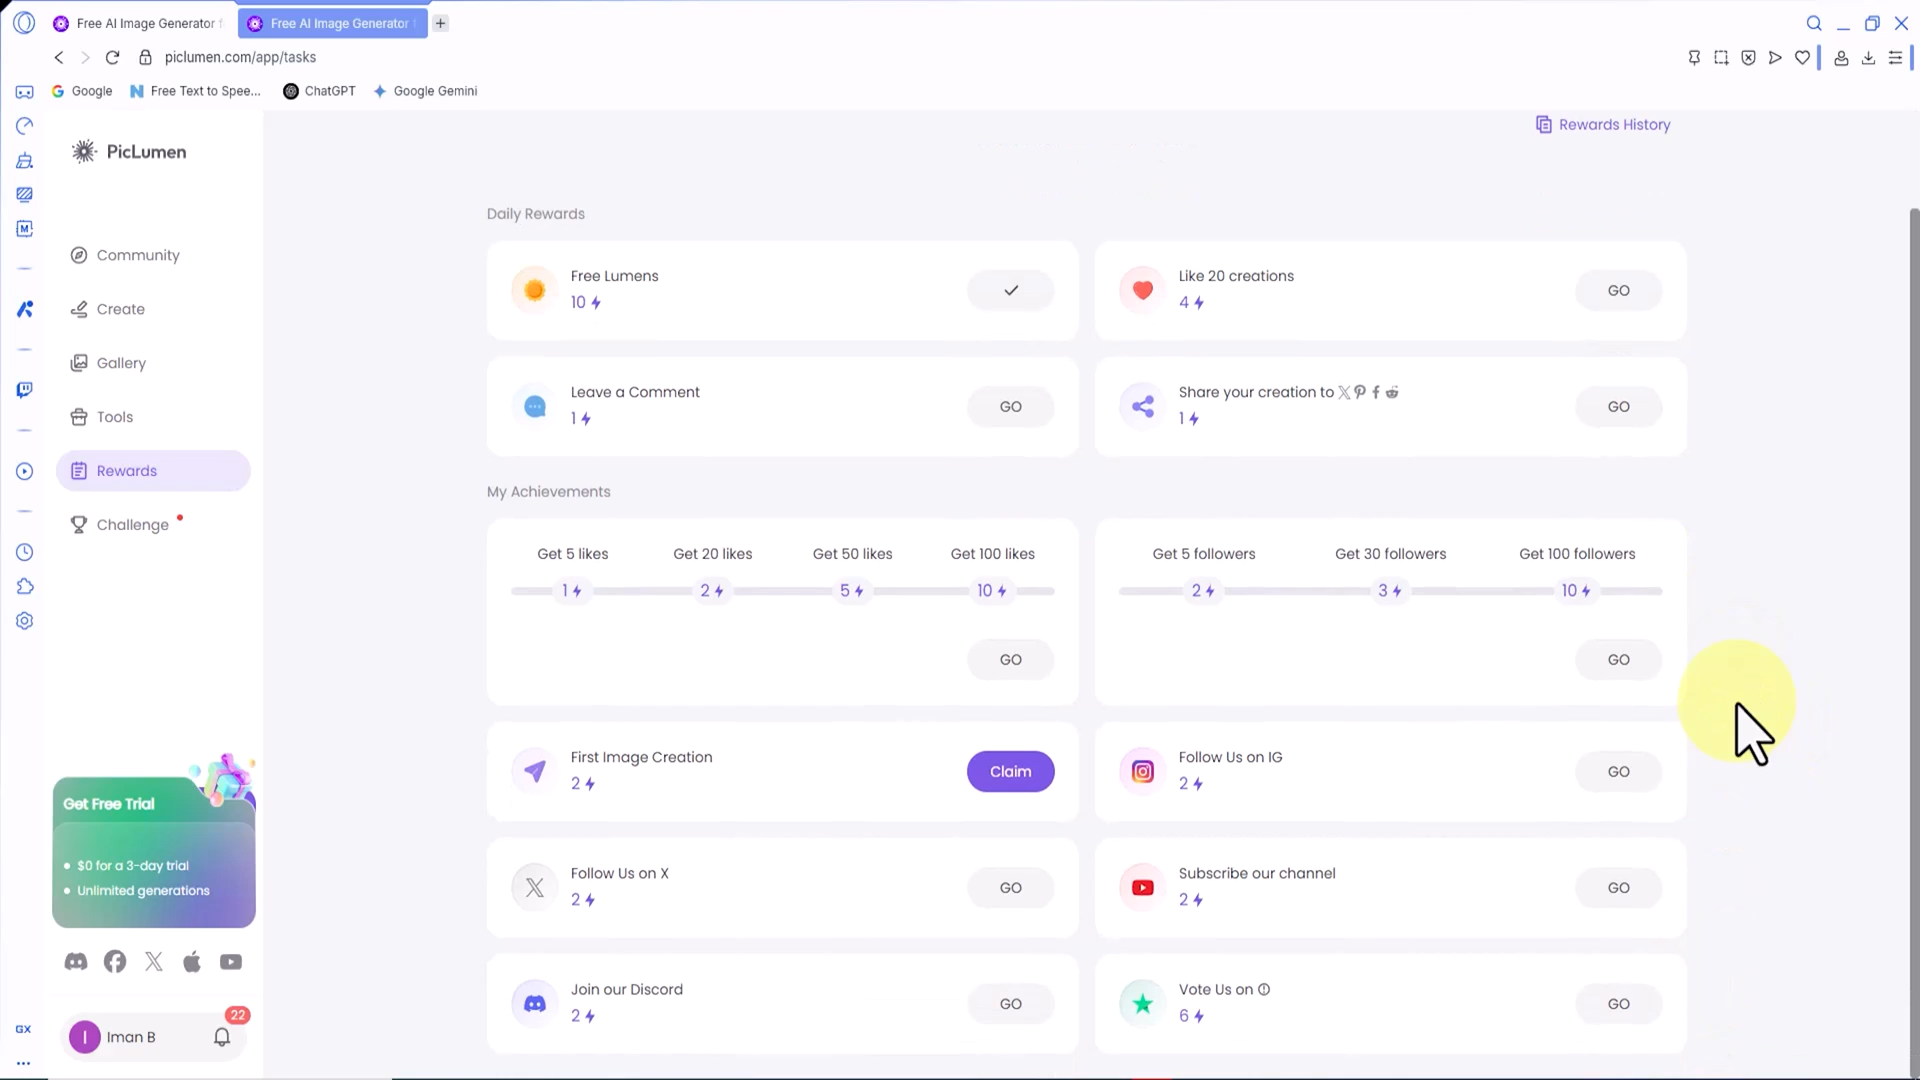 Free AI Image Generator
Free AI Image Generator
piclumen.com/app/tasks
Google
Free Text to Spee...
ChatGPT
Google Gemini
PicLumen
Community
Create
Gallery
Tools
Rewards
Challenge
Get Free Trial
• $0 for a 3-day trial
• Unlimited generations
22
I
Iman B
GX
M
Rewards History
Daily Rewards
Free Lumens
10
Like 20 creations
4
GO
Leave a Comment
1
GO
Share your creation to
1
GO
My Achievements
Get 5 likes Get 20 likes Get 50 likes Get 100 likes
1 2 5 10
GO
Get 5 followers Get 30 followers Get 100 followers
2 3 10
GO
First Image Creation
2
Claim
Follow Us on IG
2
GO
Follow Us on X
2
GO
Subscribe our channel
2
GO
Join our Discord
2
GO
Vote Us on
6
GO